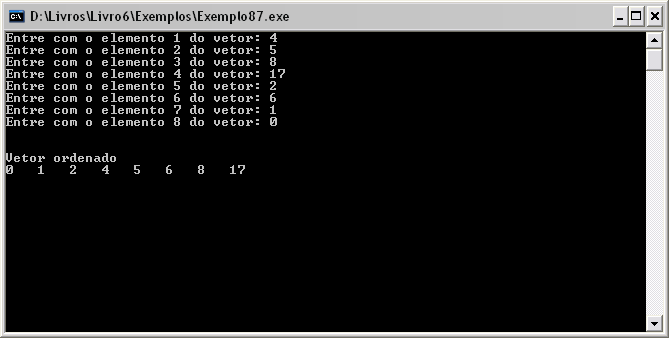 D:\Livros\Livro6\Exemplos\Exemplo87.exe
Entre com o elemento 1 do vetor: 4
Entre com o elemento 2 do vetor: 5
Entre com o elemento 3 do vetor: 8
Entre com o elemento 4 do vetor: 17
Entre com o elemento 5 do vetor: 2
Entre com o elemento 6 do vetor: 6
Entre com o elemento 7 do vetor: 1
Entre com o elemento 8 do vetor: 0
Vetor ordenado
0   1   2   4   5   6   8   17